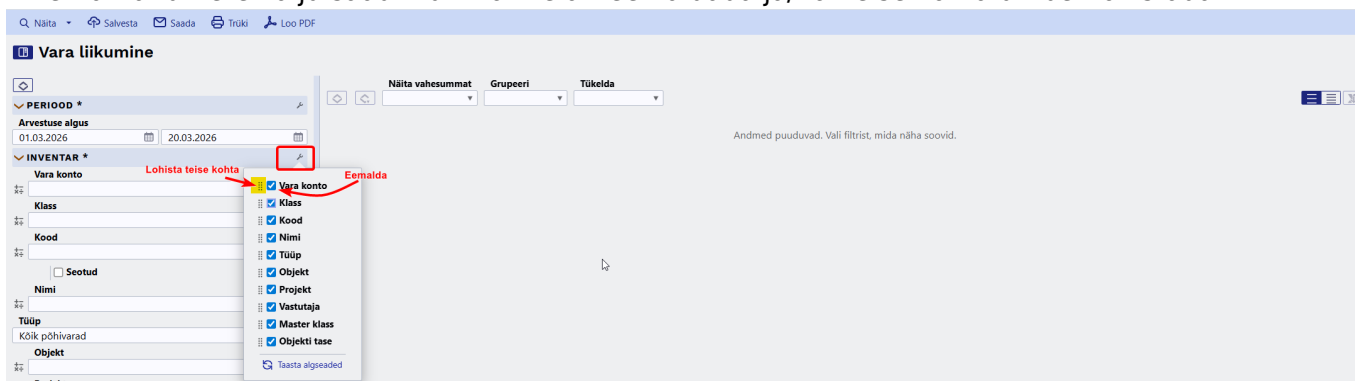 Näita Salvesta Saada Trüki Loo PDF
Vara liikumine
Näita vahesummat Grupeeri Tükelda
PERIOOD *
Arvestuse algus
01.03.2026 20.03.2026
Andmed puuduvad. Vali filtrist, mida näha soovid.
INVENTAR *
Vara konto
Lohista teise kohta
Eemalda
Klass
Kood
Seotud
Nimi
Tüüp
Kõik põhivarad
Objekt
Vara konto
Klass
Kood
Nimi
Tüüp
Objekt
Projekt
Vastutaja
Master klass
Objekti tase
Taasta algseaded